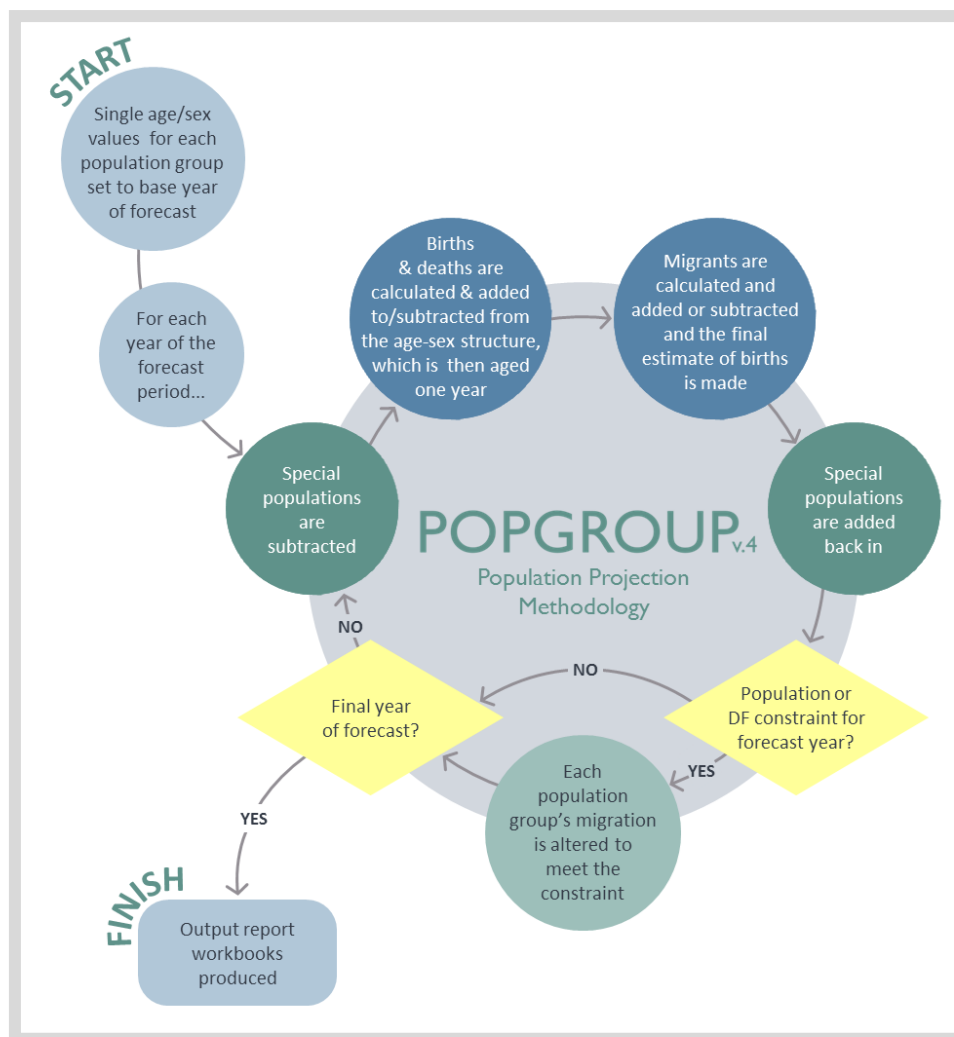 START
Single age/sex
values for each
population group
set to base year
of forecast
For each
year of the
forecast
period...
Special
populations
are
subtracted
Births
& deaths are
calculated & added
to/subtracted from
the age-sex structure,
which is then aged
one year
Migrants are
calculated and
added or subtracted
and the final
estimate of births
is made
Special
populations
are added
back in
POPGROUP v.4
Population Projection
Methodology
Population or
DF constraint for
forecast year?
NO
YES
Each
population
group’s migration
is altered to
meet the
constraint
Final year
of forecast?
NO
YES
FINISH
Output report
workbooks
produced